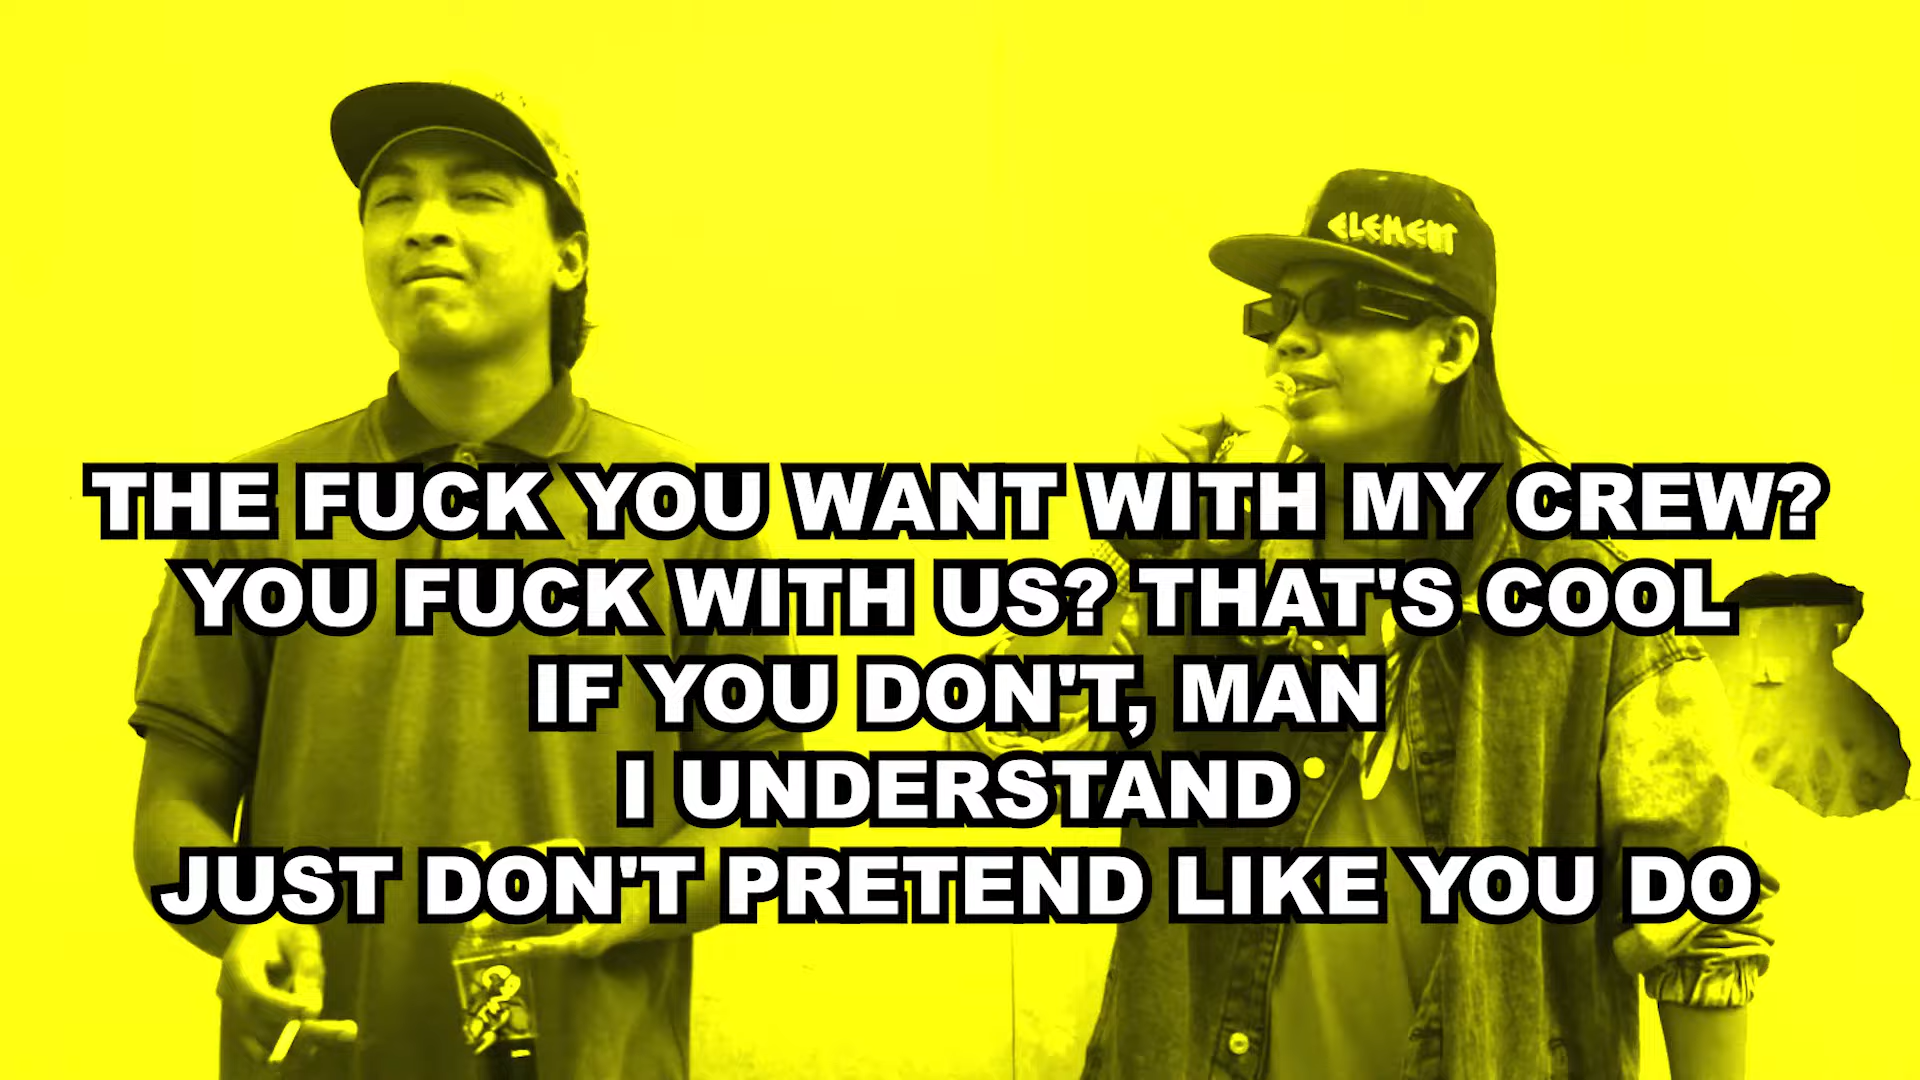 ELEMENT
THE FUCK YOU WANT WITH MY CREW?
YOU FUCK WITH US? THAT'S COOL
IF YOU DON'T, MAN
I UNDERSTAND
JUST DON'T PRETEND LIKE YOU DO